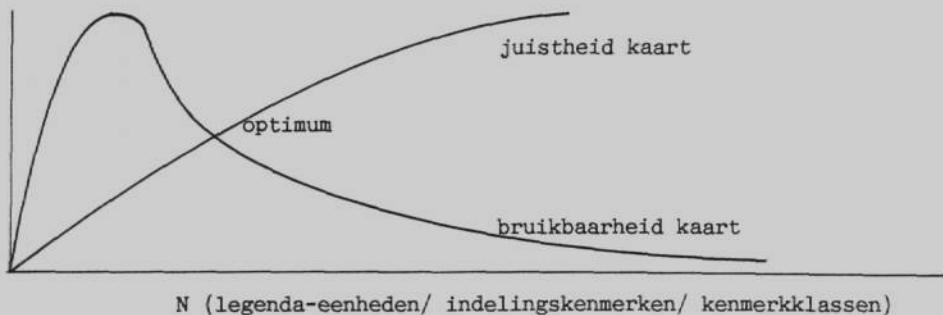 juistheid kaart
optimum
bruikbaarheid kaart
N (legenda-eenheden/ indelingskenmerken/ kenmerkklassen)